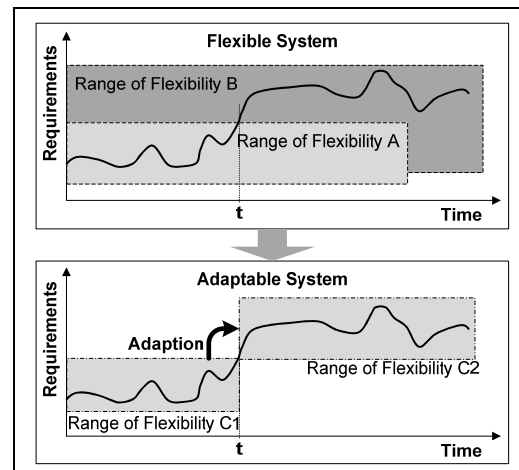 Flexible System
Requirements
Range of Flexibility B
Range of Flexibility A
t
Time
Adaptable System
Requirements
Adaption
Range of Flexibility C2
Range of Flexibility C1
t
Time